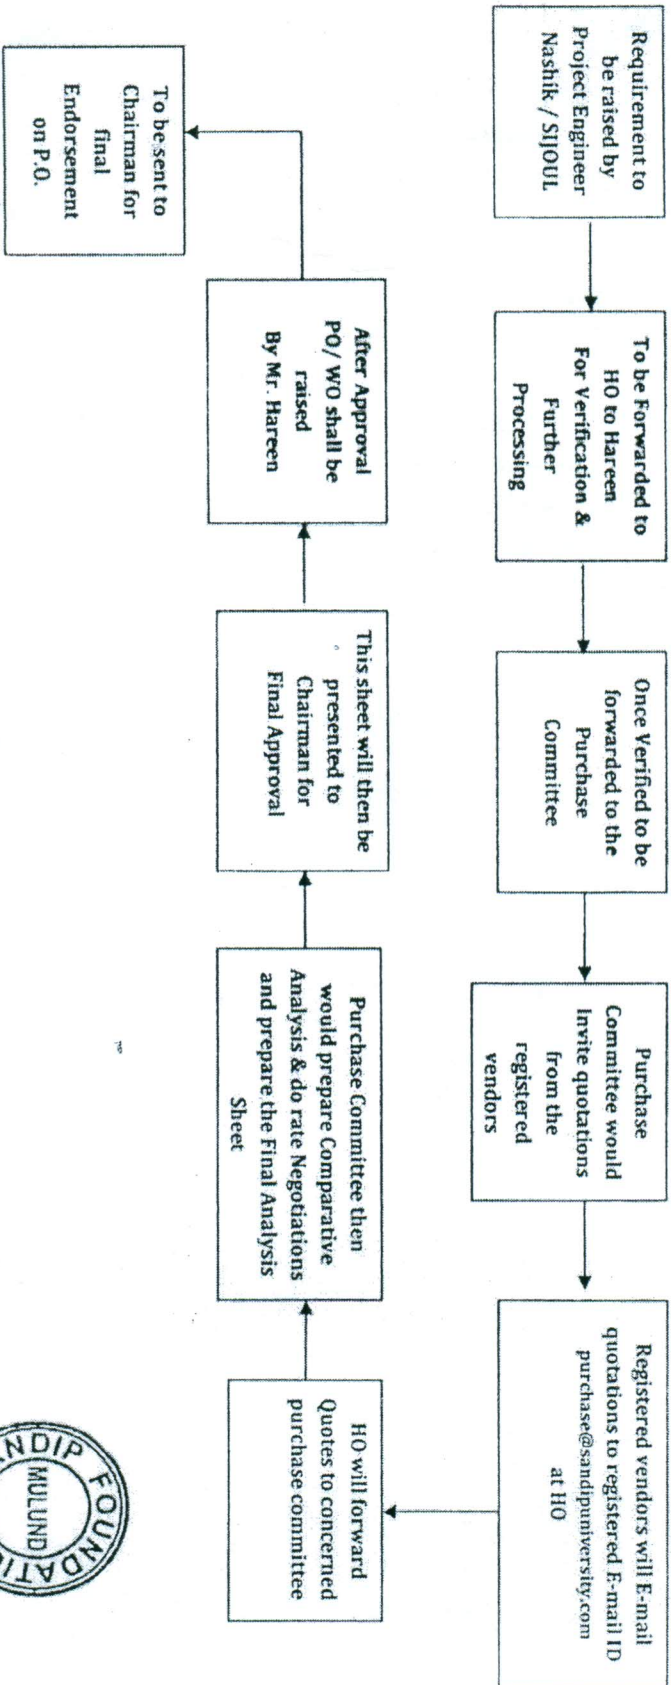 Requirement to
be raised by
Project Engineer
Nashik / SIJOUL
To be Forwarded to
HO to Hareen
For Verification &
Further
Processing
Once Verified to be
forwarded to the
Purchase
Committee
Purchase
Committee would
Invite quotations
from the
registered
vendors
Registered vendors will E-mail
quotations to registered E-mail ID
purchase@sandipuniversity.com
at HO
HO will forward
Quotes to concerned
purchase committee
Purchase Committee then
would prepare Comparative
Analysis & do rate Negotiations
and prepare the Final Analysis
Sheet
This sheet will then be
presented to
Chairman for
Final Approval
After Approval
PO/ WO shall be
raised
By Mr. Hareen
To be sent to
Chairman for
final
Endorsement
on P.O.
ANDIP FOUNDATIO
MULUND